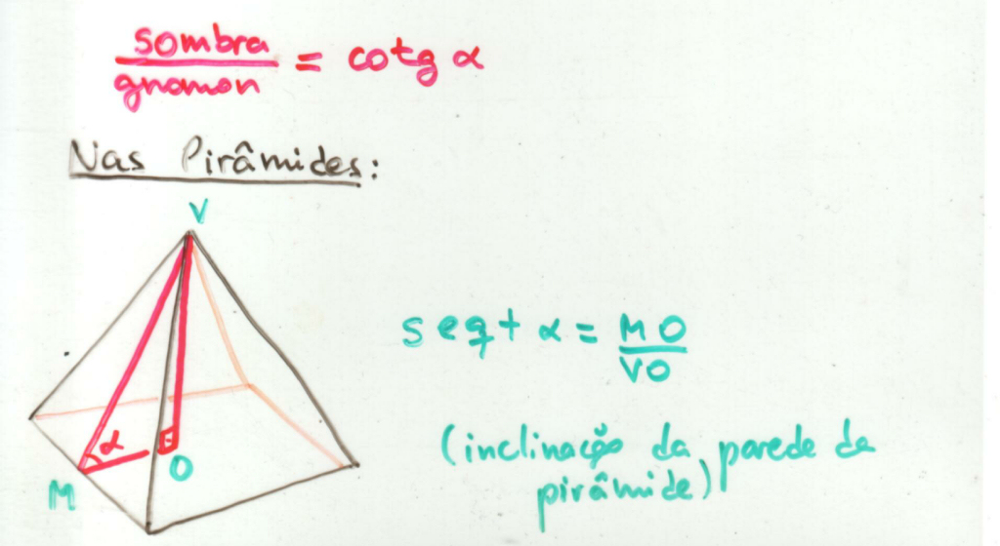 sombra
gnomon = cotg α
Nas Pirâmides:
V
seqt α = MO
VO
α
M
O
(inclinação da parede da
pirâmide)